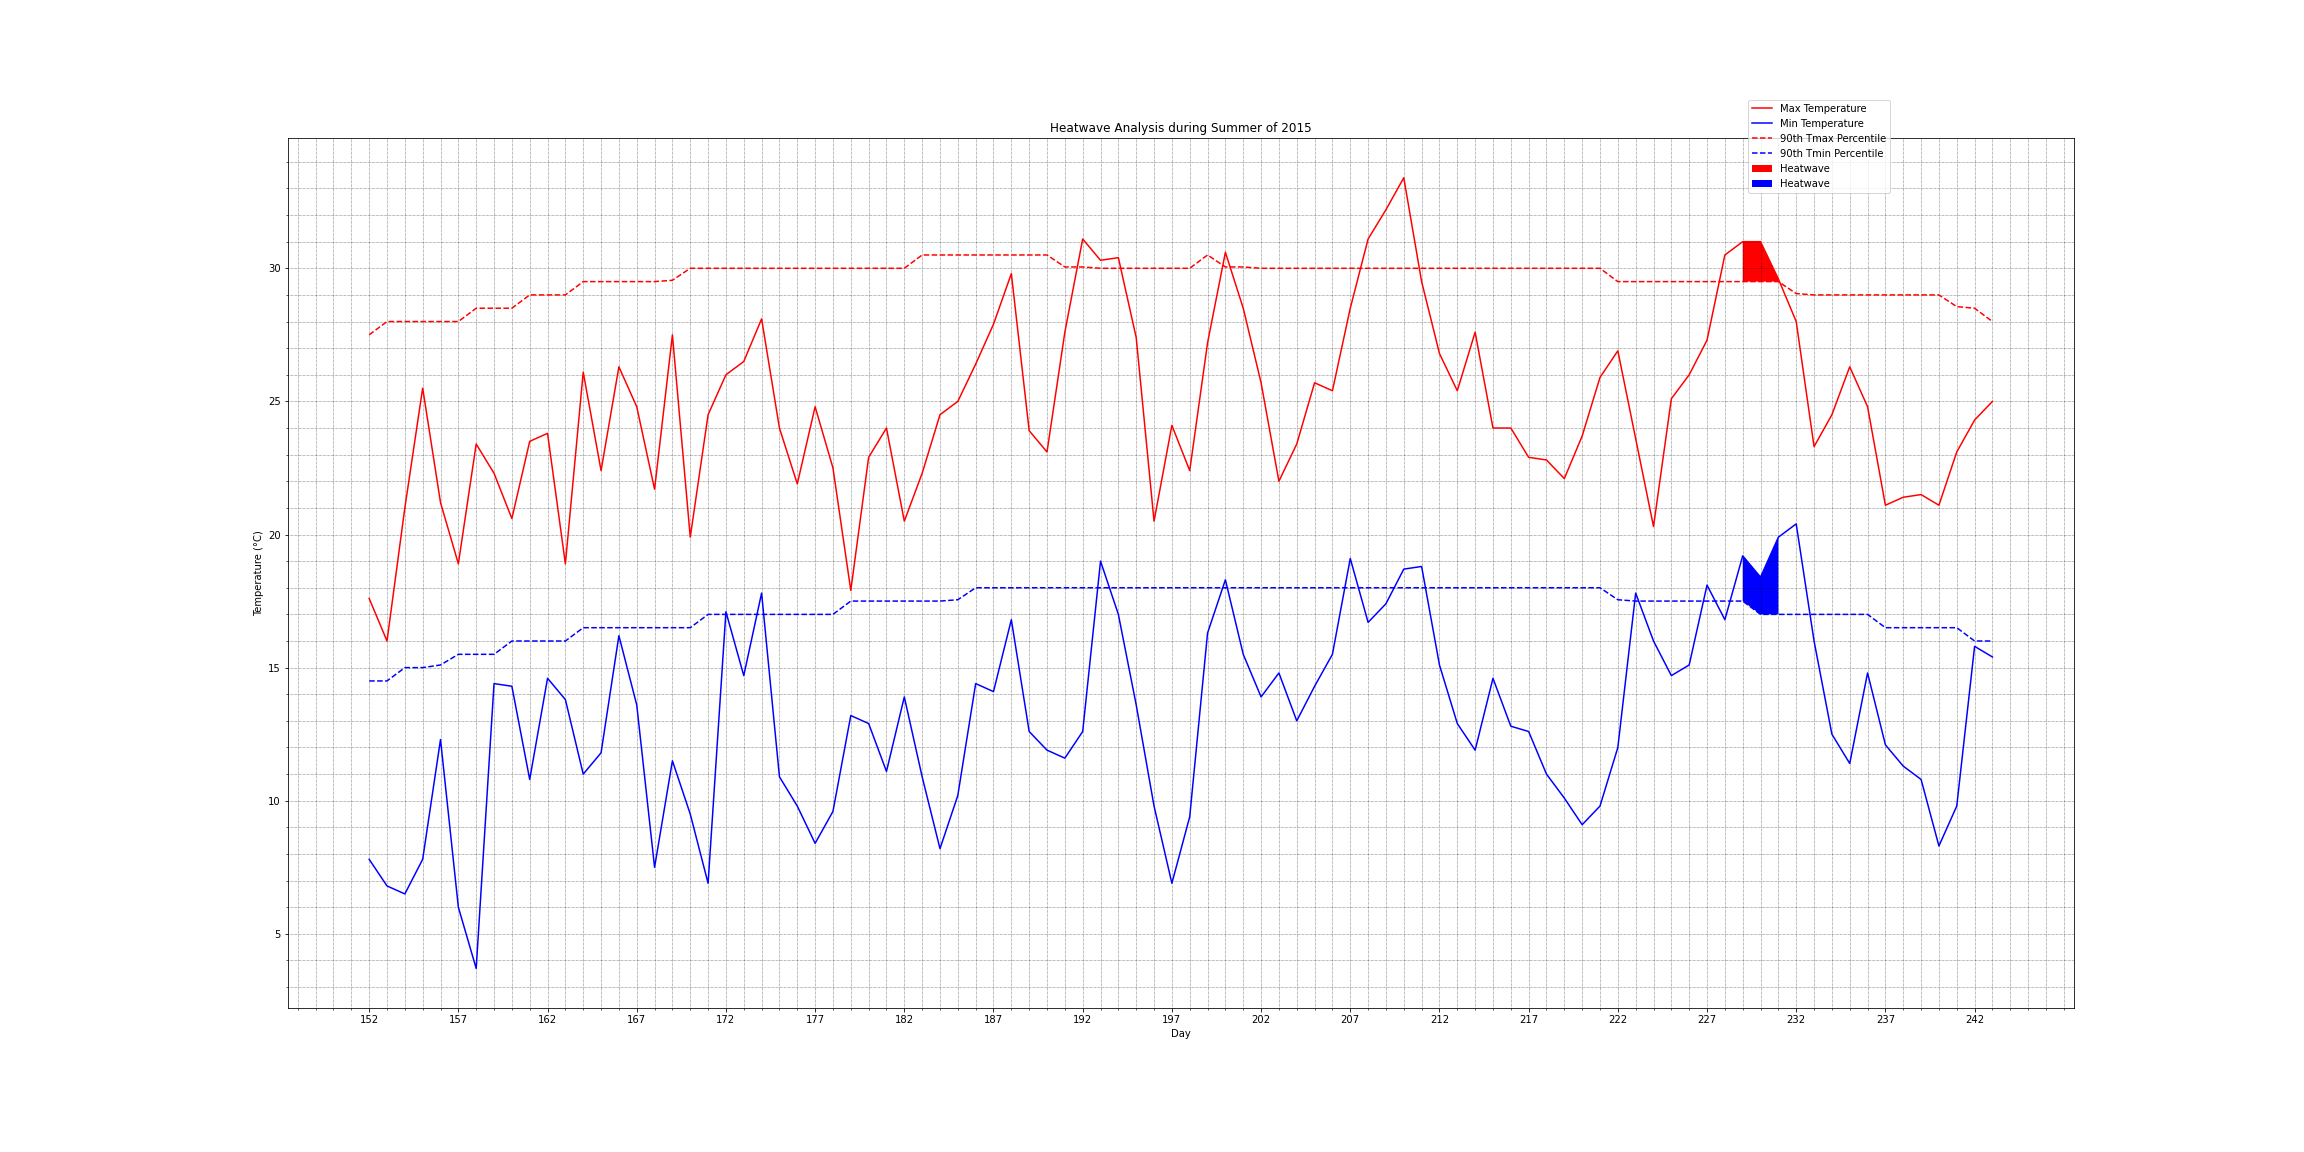 Heatwave Analysis during Summer of 2015
Max Temperature
Min Temperature
90th Tmax Percentile
90th Tmin Percentile
Heatwave
Heatwave
Temperature (°C)
30
25
20
15
10
5
152 157 162 167 172 177 182 187 192 197 202 207 212 217 222 227 232 237 242
Day